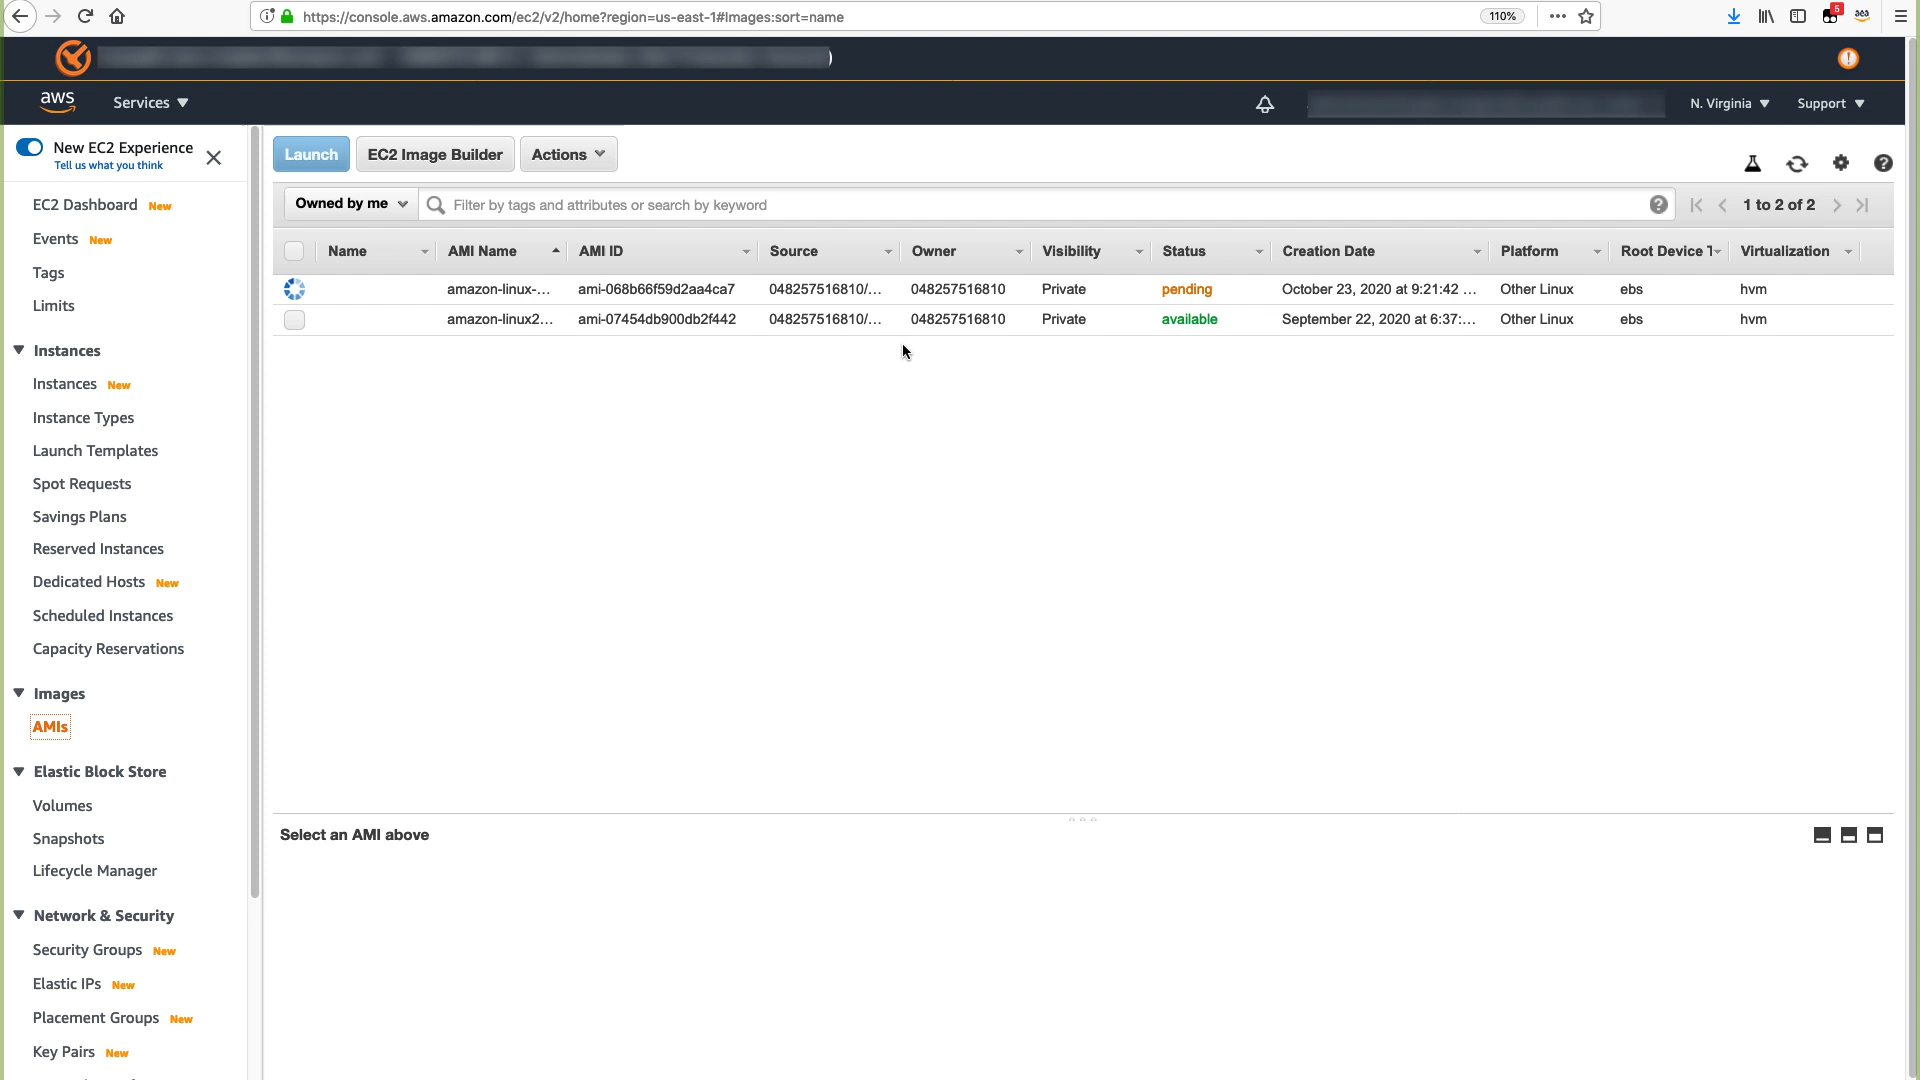 https://console.aws.amazon.com/ec2/v2/home?region=us-east-1#Images:sort=name
110%
5
aws
Services
N. Virginia
Support
New EC2 Experience
Tell us what you think
Launch
EC2 Image Builder
Actions
EC2 Dashboard New
Owned by me
Filter by tags and attributes or search by keyword
1 to 2 of 2
Events New
Name
AMI Name
AMI ID
Source
Owner
Visibility
Status
Creation Date
Platform
Root Device T
Virtualization
Tags
amazon-linux-... ami-068b66f59d2aa4ca7 048257516810/... 048257516810 Private pending October 23, 2020 at 9:21:42 ... Other Linux ebs hvm
Limits
amazon-linux2... ami-07454db900db2f442 048257516810/... 048257516810 Private available September 22, 2020 at 6:37:... Other Linux ebs hvm
Instances
Instances New
Instance Types
Launch Templates
Spot Requests
Savings Plans
Reserved Instances
Dedicated Hosts New
Scheduled Instances
Capacity Reservations
Images
AMIs
Elastic Block Store
Volumes
Snapshots
Select an AMI above
Lifecycle Manager
Network & Security
Security Groups New
Elastic IPs New
Placement Groups New
Key Pairs New